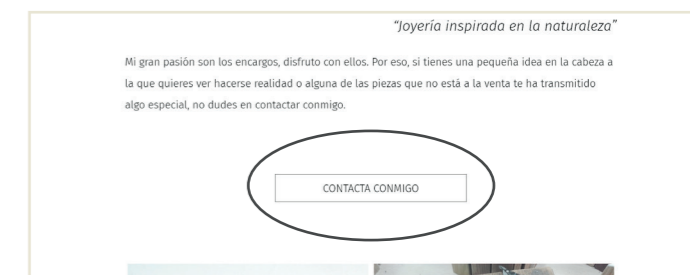 “Joyería inspirada en la naturaleza”
Mi gran pasión son los encargos, disfruto con ellos. Por eso, si tienes una pequeña idea en la cabeza a
la que quieres ver hacerse realidad o alguna de las piezas que no está a la venta te ha transmitido
algo especial, no dudes en contactar conmigo.
CONTACTA CONMIGO